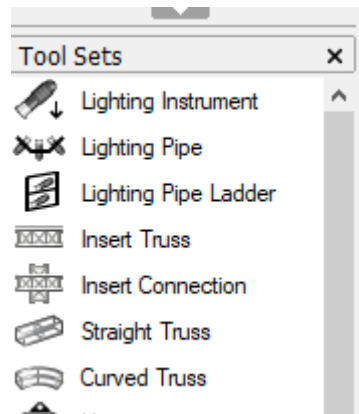 Tool Sets
Lighting Instrument
Lighting Pipe
Lighting Pipe Ladder
Insert Truss
Insert Connection
Straight Truss
Curved Truss